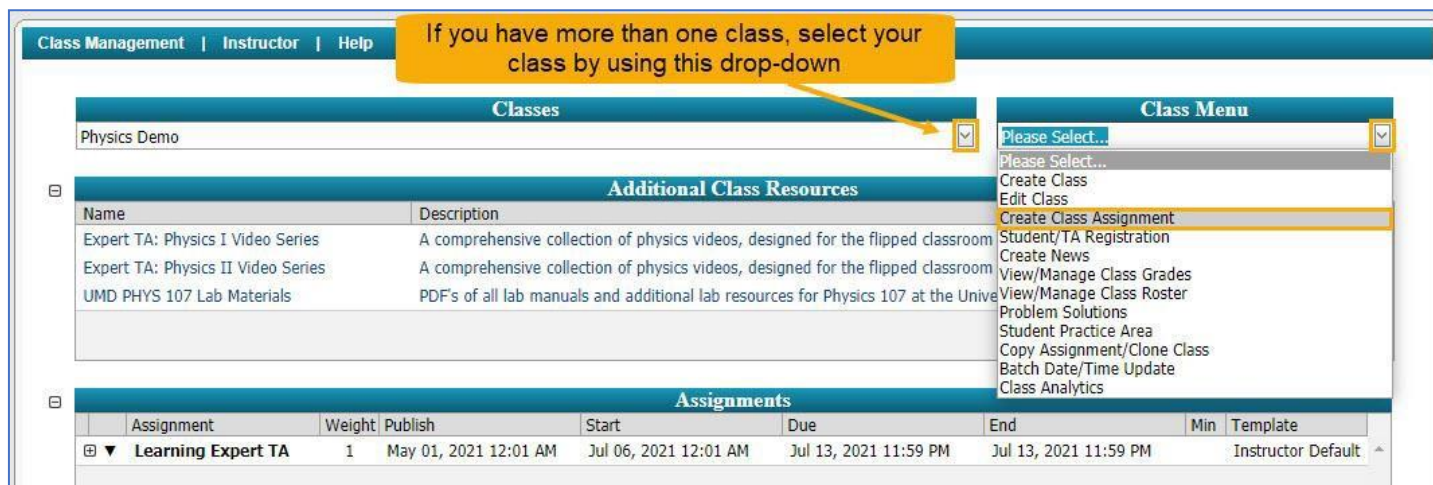 Class Management | Instructor | Help
If you have more than one class, select your
class by using this drop-down
Classes
Physics Demo
Class Menu
Please Select...
Please Select...
Create Class
Edit Class
Create Class Assignment
Student/TA Registration
Create News
View/Manage Class Grades
View/Manage Class Roster
Problem Solutions
Student Practice Area
Copy Assignment/Clone Class
Batch Date/Time Update
Class Analytics
Additional Class Resources
Name Description
Expert TA: Physics I Video Series A comprehensive collection of physics videos, designed for the flipped classroom
Expert TA: Physics II Video Series A comprehensive collection of physics videos, designed for the flipped classroom
UMD PHYS 107 Lab Materials PDF's of all lab manuals and additional lab resources for Physics 107 at the Unive
Assignments
Assignment Weight Publish Start Due End Min Template
Learning Expert TA 1 May 01, 2021 12:01 AM Jul 06, 2021 12:01 AM Jul 13, 2021 11:59 PM Jul 13, 2021 11:59 PM Instructor Default